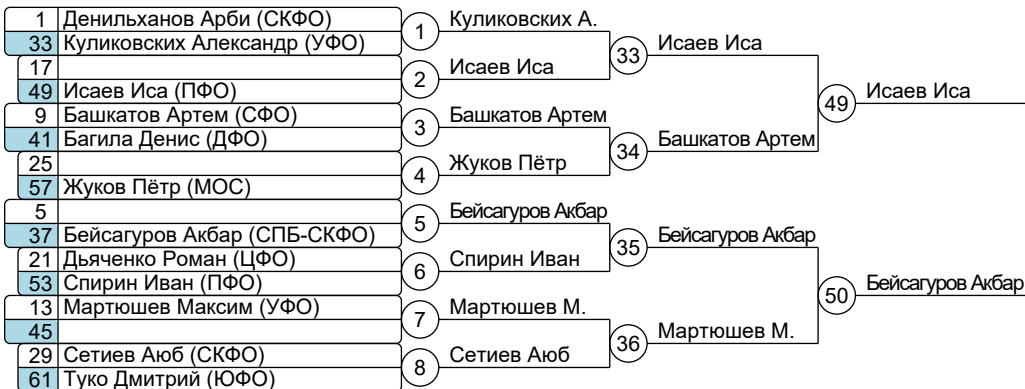 1 Денильханов Арби (СКФО)
33 Куликовских Александр (УФО)
17
49 Исаев Иса (ПФО)
9 Башкатов Артем (СФО)
41 Багила Денис (ДФО)
25
57 Жуков Пётр (МОС)
5
37 Бейсагуров Акбар (СПБ-СКФО)
21 Дьяченко Роман (ЦФО)
53 Спирин Иван (ПФО)
13 Мартюшев Максим (УФО)
45
29 Сетиев Аюб (СКФО)
61 Туко Дмитрий (ЮФО)
1 Куликовских А.
2 Исаев Иса
3 Башкатов Артем
4 Жуков Пётр
5 Бейсагуров Акбар
6 Спирин Иван
7 Мартюшев М.
8 Сетиев Аюб
33 Исаев Иса
34 Башкатов Артем
35 Бейсагуров Акбар
36 Мартюшев М.
49 Исаев Иса
50 Бейсагуров Акбар